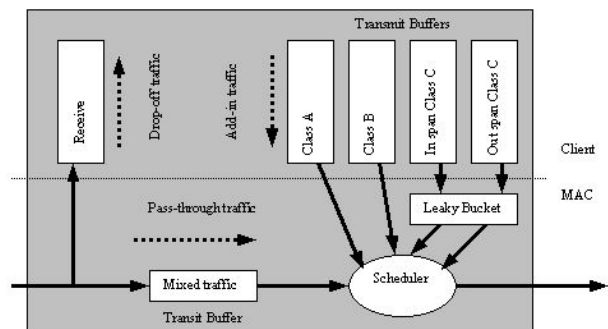 Transmit Buffers
Receive
Drop-off traffic
Add-in traffic
Class A
Class B
In span Class C
Out span Class C
Client
MAC
Leaky Bucket
Pass-through traffic
Scheduler
Mixed traffic
Transit Buffer